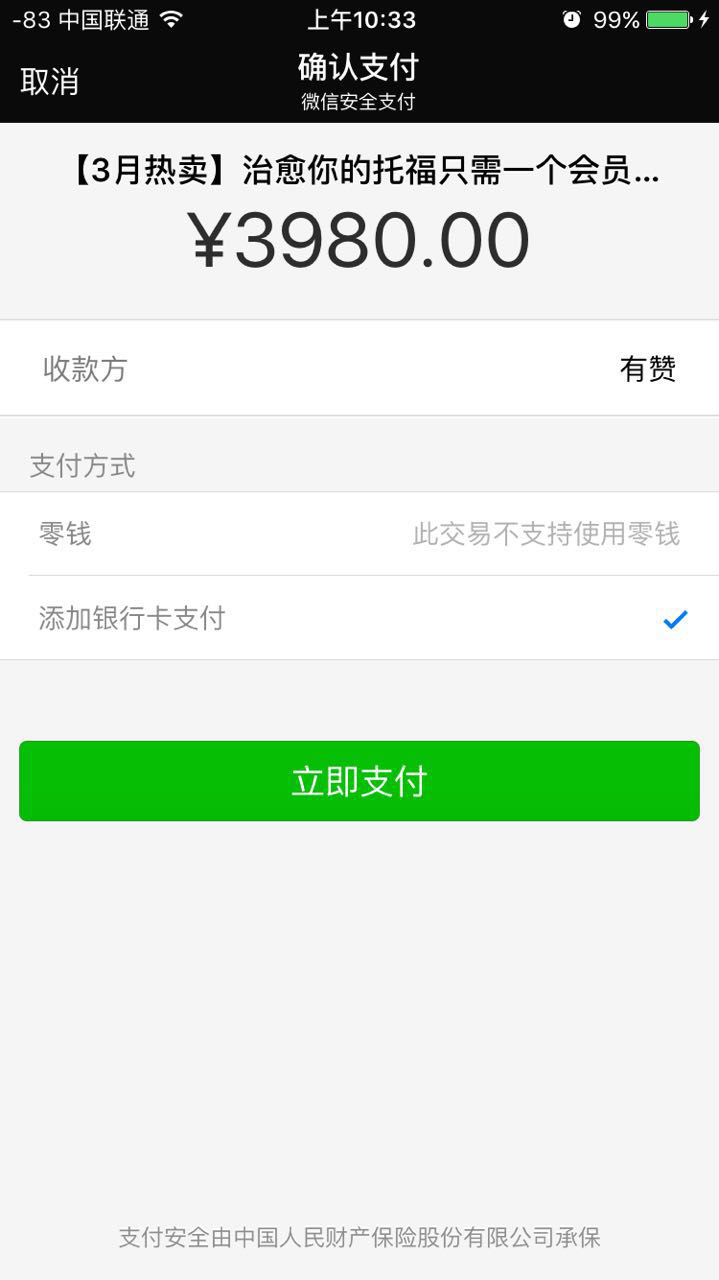 -83 中国联通 上午10:33 99%
取消
确认支付
微信安全支付
【3月热卖】治愈你的托福只需一个会员...
¥3980.00
收款方 有赞
支付方式
零钱 此交易不支持使用零钱
添加银行卡支付
立即支付
支付安全由中国人民财产保险股份有限公司承保